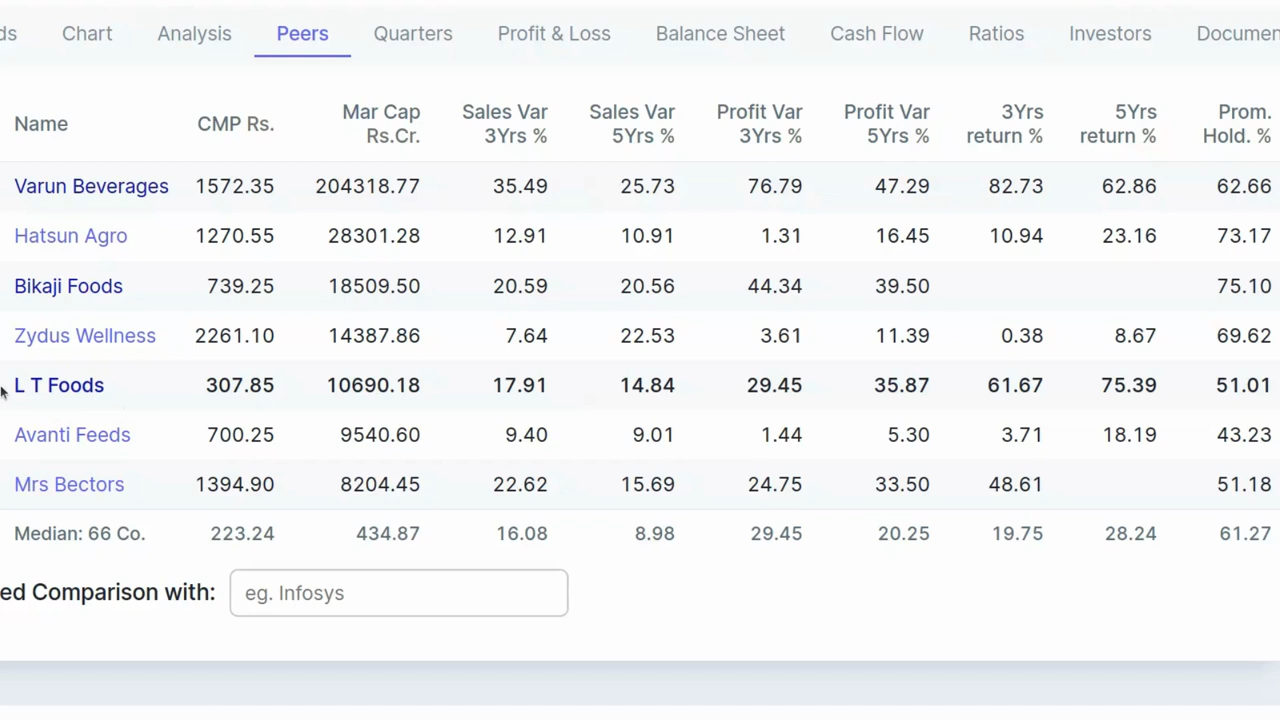 ds Chart Analysis Peers Quarters Profit & Loss Balance Sheet Cash Flow Ratios Investors Documen
Name CMP Rs. Mar Cap Rs.Cr. Sales Var 3Yrs % Sales Var 5Yrs % Profit Var 3Yrs % Profit Var 5Yrs % 3Yrs return % 5Yrs return % Prom. Hold. %
Varun Beverages 1572.35 204318.77 35.49 25.73 76.79 47.29 82.73 62.86 62.66
Hatsun Agro 1270.55 28301.28 12.91 10.91 1.31 16.45 10.94 23.16 73.17
Bikaji Foods 739.25 18509.50 20.59 20.56 44.34 39.50 75.10
Zydus Wellness 2261.10 14387.86 7.64 22.53 3.61 11.39 0.38 8.67 69.62
L T Foods 307.85 10690.18 17.91 14.84 29.45 35.87 61.67 75.39 51.01
Avanti Feeds 700.25 9540.60 9.40 9.01 1.44 5.30 3.71 18.19 43.23
Mrs Bectors 1394.90 8204.45 22.62 15.69 24.75 33.50 48.61 51.18
Median: 66 Co. 223.24 434.87 16.08 8.98 29.45 20.25 19.75 28.24 61.27
ed Comparison with: eg. Infosys